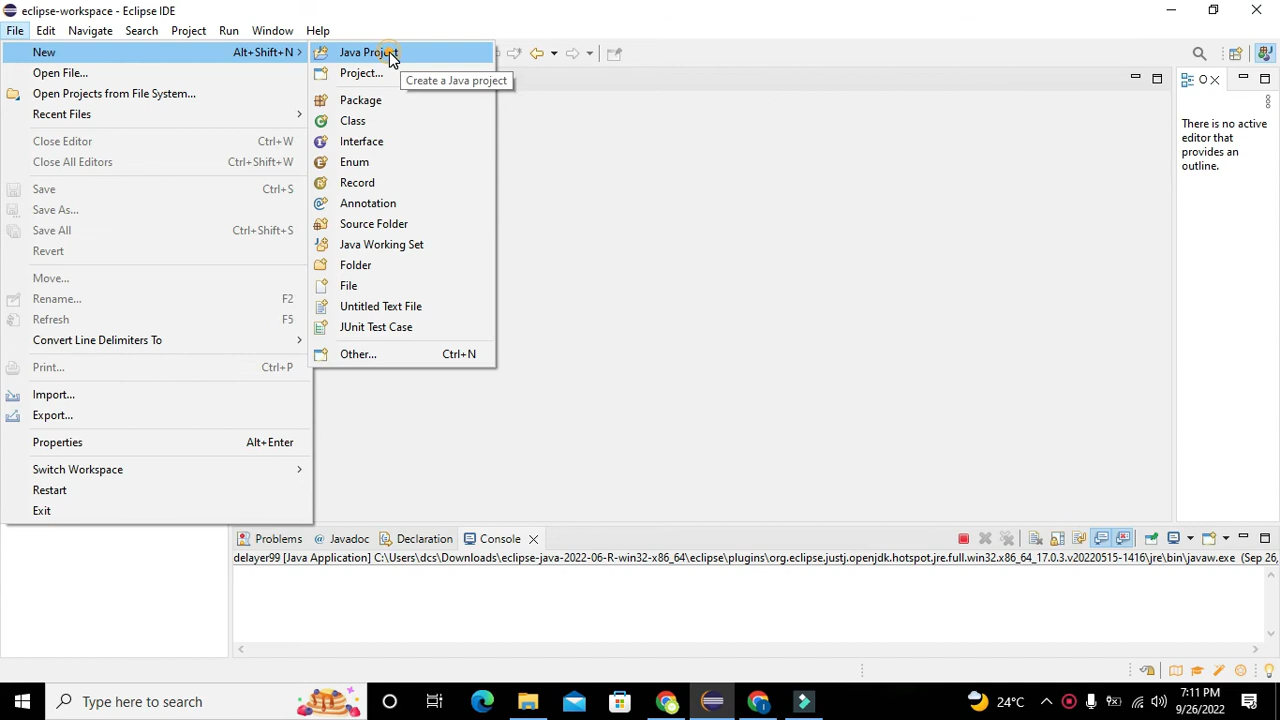 eclipse-workspace - Eclipse IDE
File Edit Navigate Search Project Run Window Help
New Alt+Shift+N
Open File...
Open Projects from File System...
Recent Files
Close Editor Ctrl+W
Close All Editors Ctrl+Shift+W
Save Ctrl+S
Save As...
Save All Ctrl+Shift+S
Revert
Move...
Rename... F2
Refresh F5
Convert Line Delimiters To
Print... Ctrl+P
Import...
Export...
Properties Alt+Enter
Switch Workspace
Restart
Exit
Java Project
Project...
Create a Java project
Package
Class
Interface
Enum
Record
Annotation
Source Folder
Java Working Set
Folder
File
Untitled Text File
JUnit Test Case
Other... Ctrl+N
O
There is no active
editor that
provides an
outline.
Problems Javadoc Declaration Console
delayer99 [Java Application] C:\Users\dcs\Downloads\eclipse-java-2022-06-R-win32-x86_64\eclipse\plugins\org.eclipse.justj.openjdk.hotspot.jre.full.win32.x86_64_17.0.3.v20220515-1416\jre\bin\javaw.exe (Sep 26,
Type here to search
24°C
7:11 PM
9/26/2022